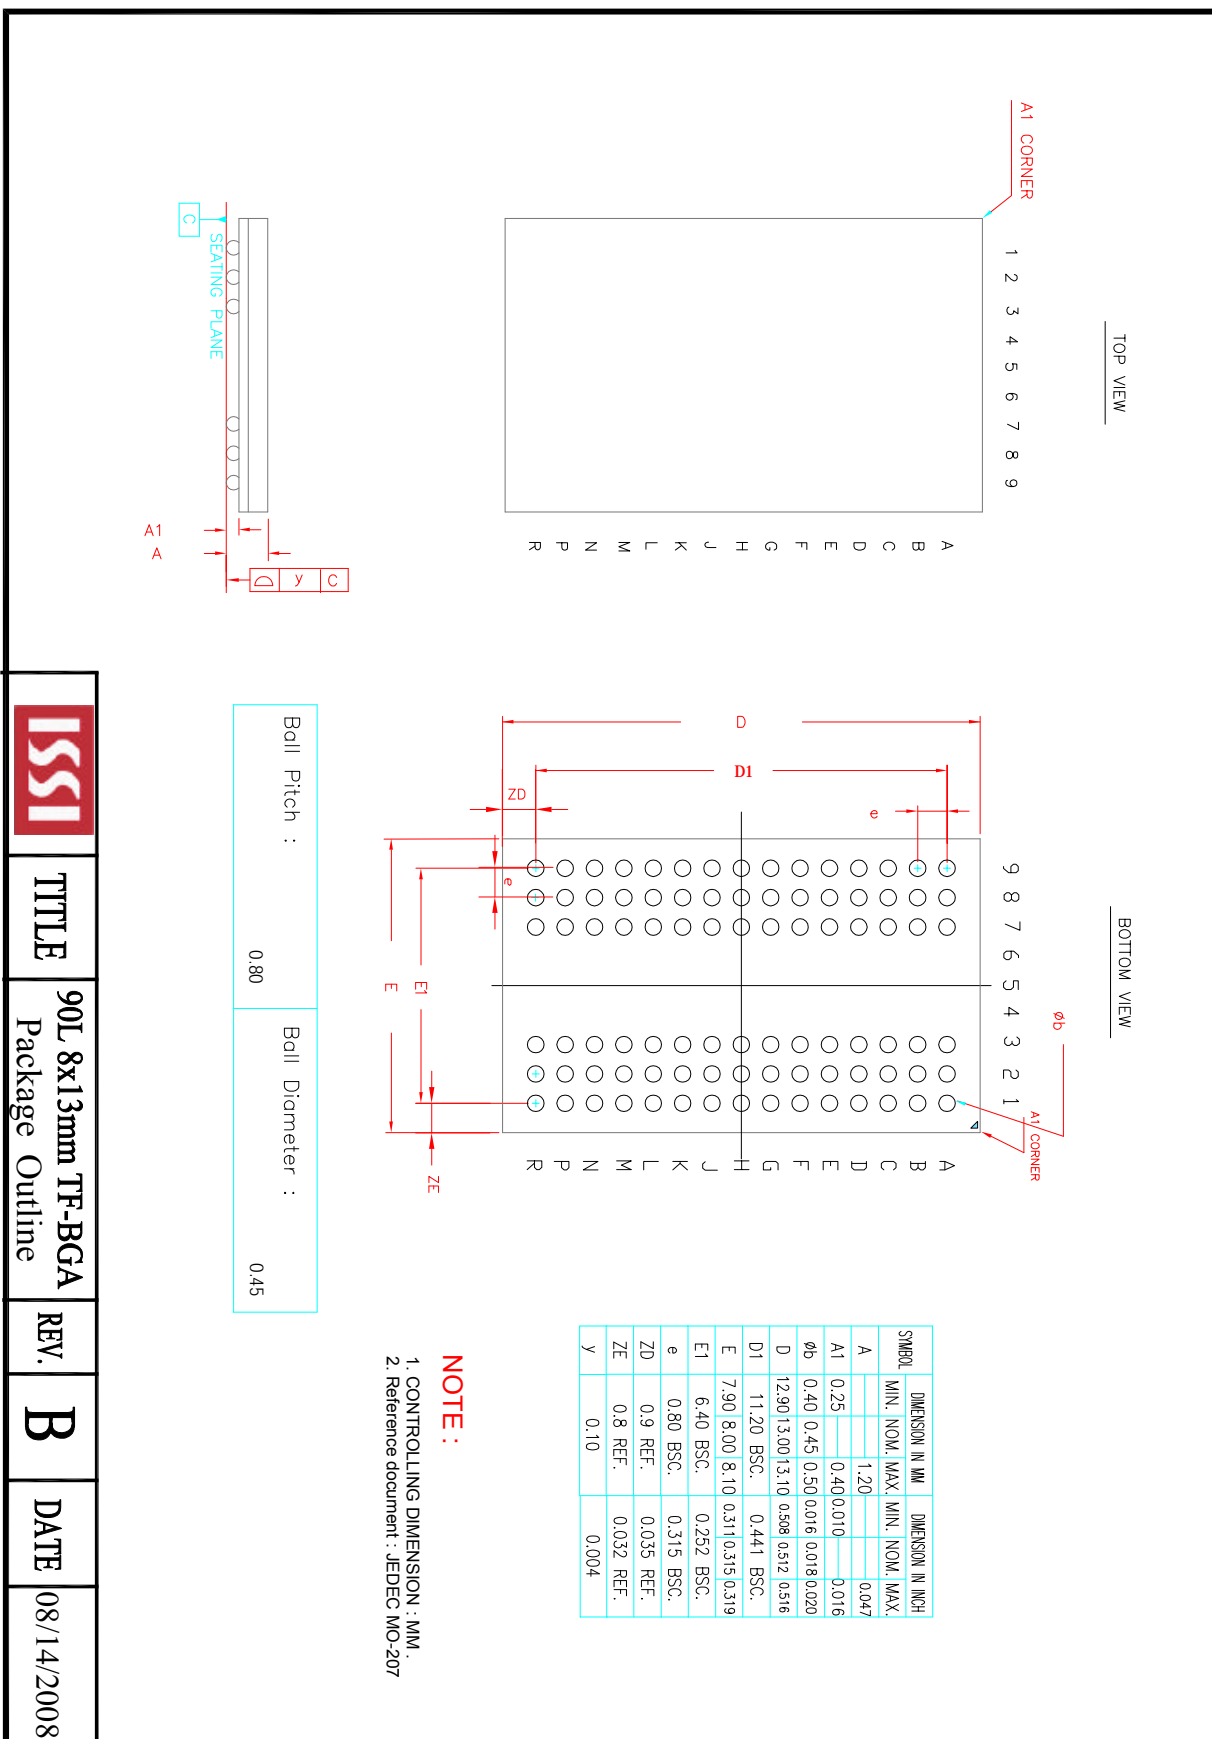 TOP VIEW
A1 CORNER
1 2 3 4 5 6 7 8 9
A
B
C
D
E
F
G
H
J
K
L
M
N
P
R
C
SEATING PLANE
A1
A
y C
BOTTOM VIEW
9 8 7 6 5 4 3 2 1
Øb
A1 CORNER
A
B
C
D
E
F
G
H
J
K
L
M
N
P
R
D
D1
ZD
e
e
E1
E
ZE
SYMBOL DIMENSION IN MM DIMENSION IN INCH
MIN. NOM. MAX. MIN. NOM. MAX.
A 1.20 0.047
A1 0.25 0.40 0.010 0.016
Øb 0.40 0.45 0.50 0.016 0.018 0.020
D 12.90 13.00 13.10 0.508 0.512 0.516
D1 11.20 BSC. 0.441 BSC.
E 7.90 8.00 8.10 0.311 0.315 0.319
E1 6.40 BSC. 0.252 BSC.
e 0.80 BSC. 0.315 BSC.
ZD 0.9 REF. 0.035 REF.
ZE 0.8 REF. 0.032 REF.
y 0.10 0.004
NOTE :
1. CONTROLLING DIMENSION : MM .
2. Reference document : JEDEC MO-207
Ball Pitch : Ball Diameter :
0.80 0.45
ISSI
TITLE
90L 8x13mm TF-BGA
Package Outline
REV.
B
DATE
08/14/2008